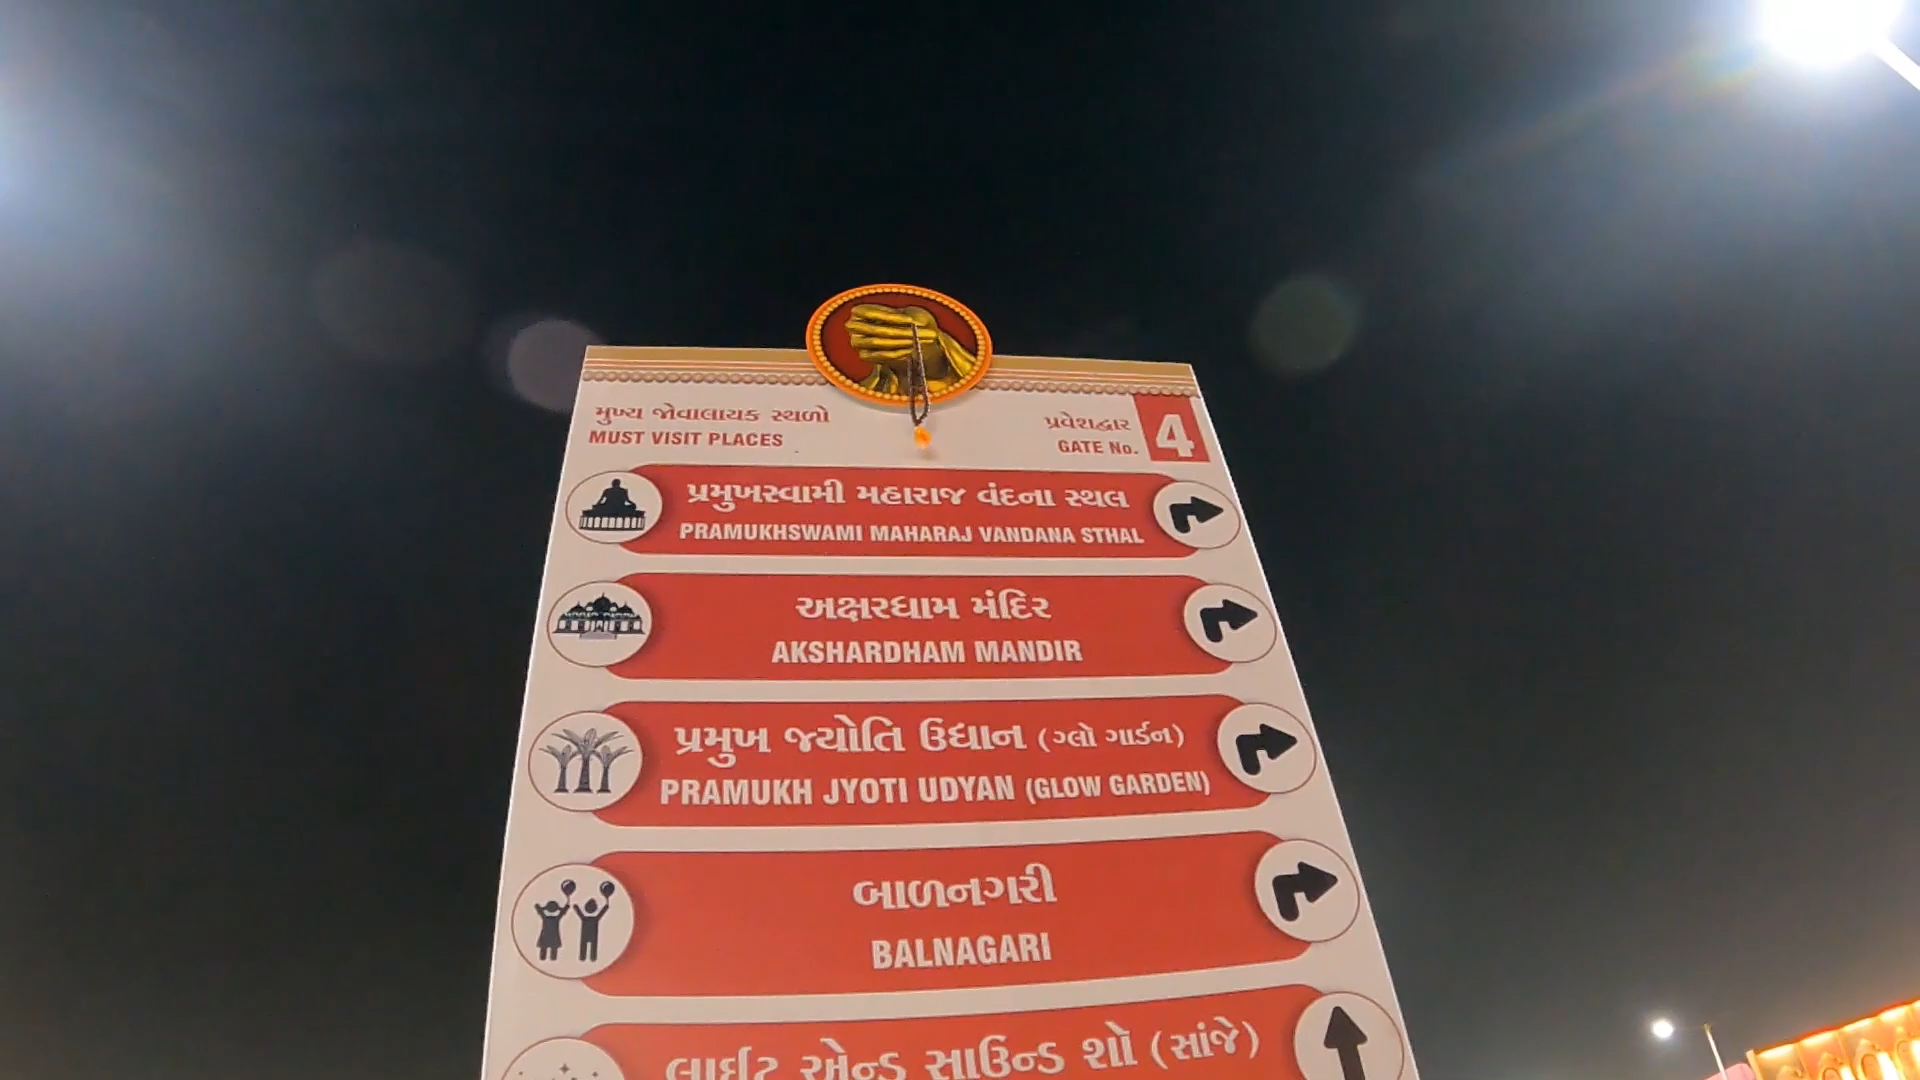 મુખ્ય જોવાલાયક સ્થળો
MUST VISIT PLACES
પ્રવેશદ્વાર
GATE No.
4
પ્રમુખસ્વામી મહારાજ વંદના સ્થલ
PRAMUKHSWAMI MAHARAJ VANDANA STHAL
અક્ષરધામ મંદિર
AKSHARDHAM MANDIR
પ્રમુખ જ્યોતિ ઉદ્યાન (ગ્લો ગાર્ડન)
PRAMUKH JYOTI UDYAN (GLOW GARDEN)
બાળનગરી
BALNAGARI
લાઈટ એન્ડ સાઉન્ડ શો (સાંજે)